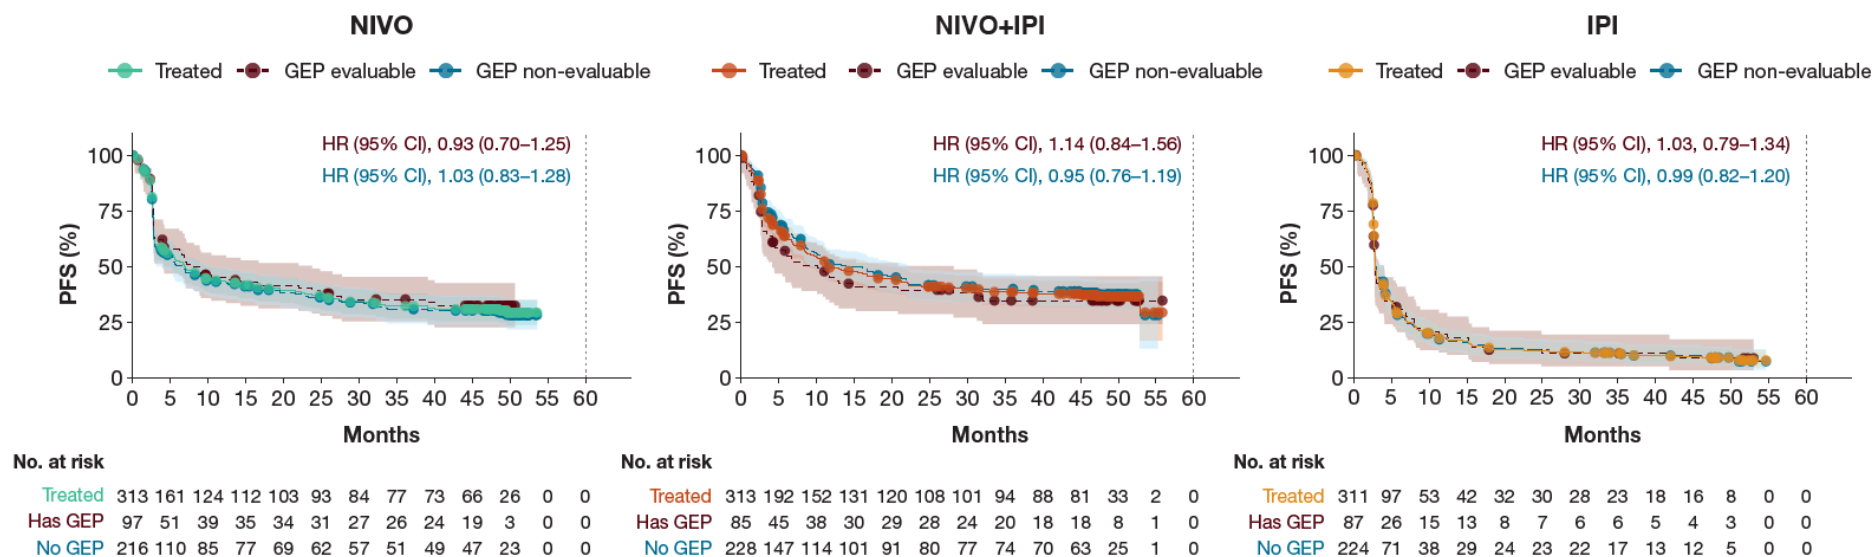 NIVO
Treated GEP evaluable GEP non-evaluable
HR (95% CI), 0.93 (0.70–1.25)
HR (95% CI), 1.03 (0.83–1.28)
PFS (%)
100
75
50
25
0
0 5 10 15 20 25 30 35 40 45 50 55 60
Months
No. at risk
Treated 313 161 124 112 103 93 84 77 73 66 26 0 0
Has GEP 97 51 39 35 34 31 27 26 24 19 3 0 0
No GEP 216 110 85 77 69 62 57 51 49 47 23 0 0
NIVO+IPI
Treated GEP evaluable GEP non-evaluable
HR (95% CI), 1.14 (0.84–1.56)
HR (95% CI), 0.95 (0.76–1.19)
PFS (%)
100
75
50
25
0
0 5 10 15 20 25 30 35 40 45 50 55 60
Months
No. at risk
Treated 313 192 152 131 120 108 101 94 88 81 33 2 0
Has GEP 85 45 38 30 29 28 24 20 18 18 8 1 0
No GEP 228 147 114 101 91 80 77 74 70 63 25 1 0
IPI
Treated GEP evaluable GEP non-evaluable
HR (95% CI), 1.03, 0.79–1.34)
HR (95% CI), 0.99 (0.82–1.20)
PFS (%)
100
75
50
25
0
0 5 10 15 20 25 30 35 40 45 50 55 60
Months
No. at risk
Treated 311 97 53 42 32 30 28 23 18 16 8 0 0
Has GEP 87 26 15 13 8 7 6 6 5 4 3 0 0
No GEP 224 71 38 29 24 23 22 17 13 12 5 0 0